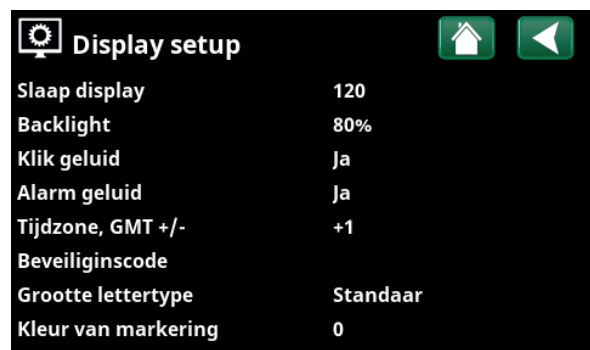 Display setup
Slaap display 120
Backlight 80%
Klik geluid Ja
Alarm geluid Ja
Tijdzone, GMT +/- +1
Beveiliginscode
Grootte lettertype Standaar
Kleur van markering 0